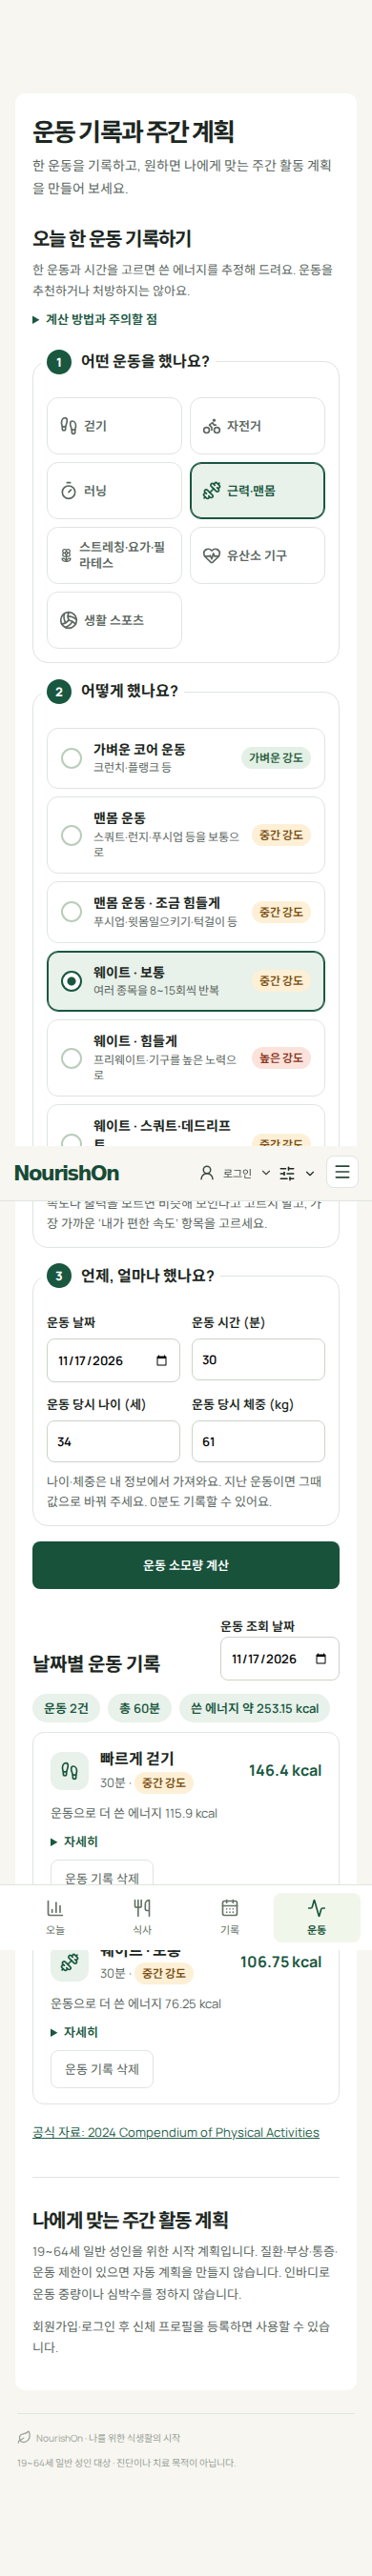 운동 기록과 주간 계획
한 운동을 기록하고, 원하면 나에게 맞는 주간 활동 계획
을 만들어 보세요.
오늘 한 운동 기록하기
한 운동과 시간을 고르면 쓴 에너지를 추정해 드려요. 운동을
추천하거나 처방하지는 않아요.
계산 방법과 주의할 점
1 어떤 운동을 했나요?
걷기
자전거
러닝
근력·맨몸
스트레칭·요가·필
라테스
유산소 기구
생활 스포츠
2 어떻게 했나요?
가벼운 코어 운동
크런치·플랭크 등
가벼운 강도
맨몸 운동
스쿼트·런지·푸시업 등을 보통으
로
중간 강도
맨몸 운동 · 조금 힘들게
푸시업·윗몸일으키기·턱걸이 등
중간 강도
웨이트 · 보통
여러 종목을 8~15회씩 반복
중간 강도
웨이트 · 힘들게
프리웨이트·기구를 높은 노력으
로
높은 강도
웨이트 · 스쿼트·데드리프
트
중간 강도
NourishOn
로그인
속도나 출력을 모르면 비슷해 보인다고 고르지 말고, 가
장 가까운 '내가 편한 속도' 항목을 고르세요.
3 언제, 얼마나 했나요?
운동 날짜
운동 시간 (분)
11/17/2026
30
운동 당시 나이 (세)
운동 당시 체중 (kg)
34
61
나이·체중은 내 정보에서 가져와요. 지난 운동이면 그때
값으로 바꿔 주세요. 0분도 기록할 수 있어요.
운동 소모량 계산
날짜별 운동 기록
운동 조회 날짜
11/17/2026
운동 2건
총 60분
쓴 에너지 약 253.15 kcal
빠르게 걷기
30분 · 중간 강도
146.4 kcal
운동으로 더 쓴 에너지 115.9 kcal
자세히
운동 기록 삭제
오늘
식사
기록
운동
웨이트 · 보통
30분 · 중간 강도
106.75 kcal
운동으로 더 쓴 에너지 76.25 kcal
자세히
운동 기록 삭제
공식 자료: 2024 Compendium of Physical Activities
나에게 맞는 주간 활동 계획
19~64세 일반 성인을 위한 시작 계획입니다. 질환·부상·통증·
운동 제한이 있으면 자동 계획을 만들지 않습니다. 인바디로
운동 중량이나 심박수를 정하지 않습니다.
회원가입·로그인 후 신체 프로필을 등록하면 사용할 수 있습
니다.
NourishOn · 나를 위한 식생활의 시작
19~64세 일반 성인 대상 · 진단이나 치료 목적이 아닙니다.